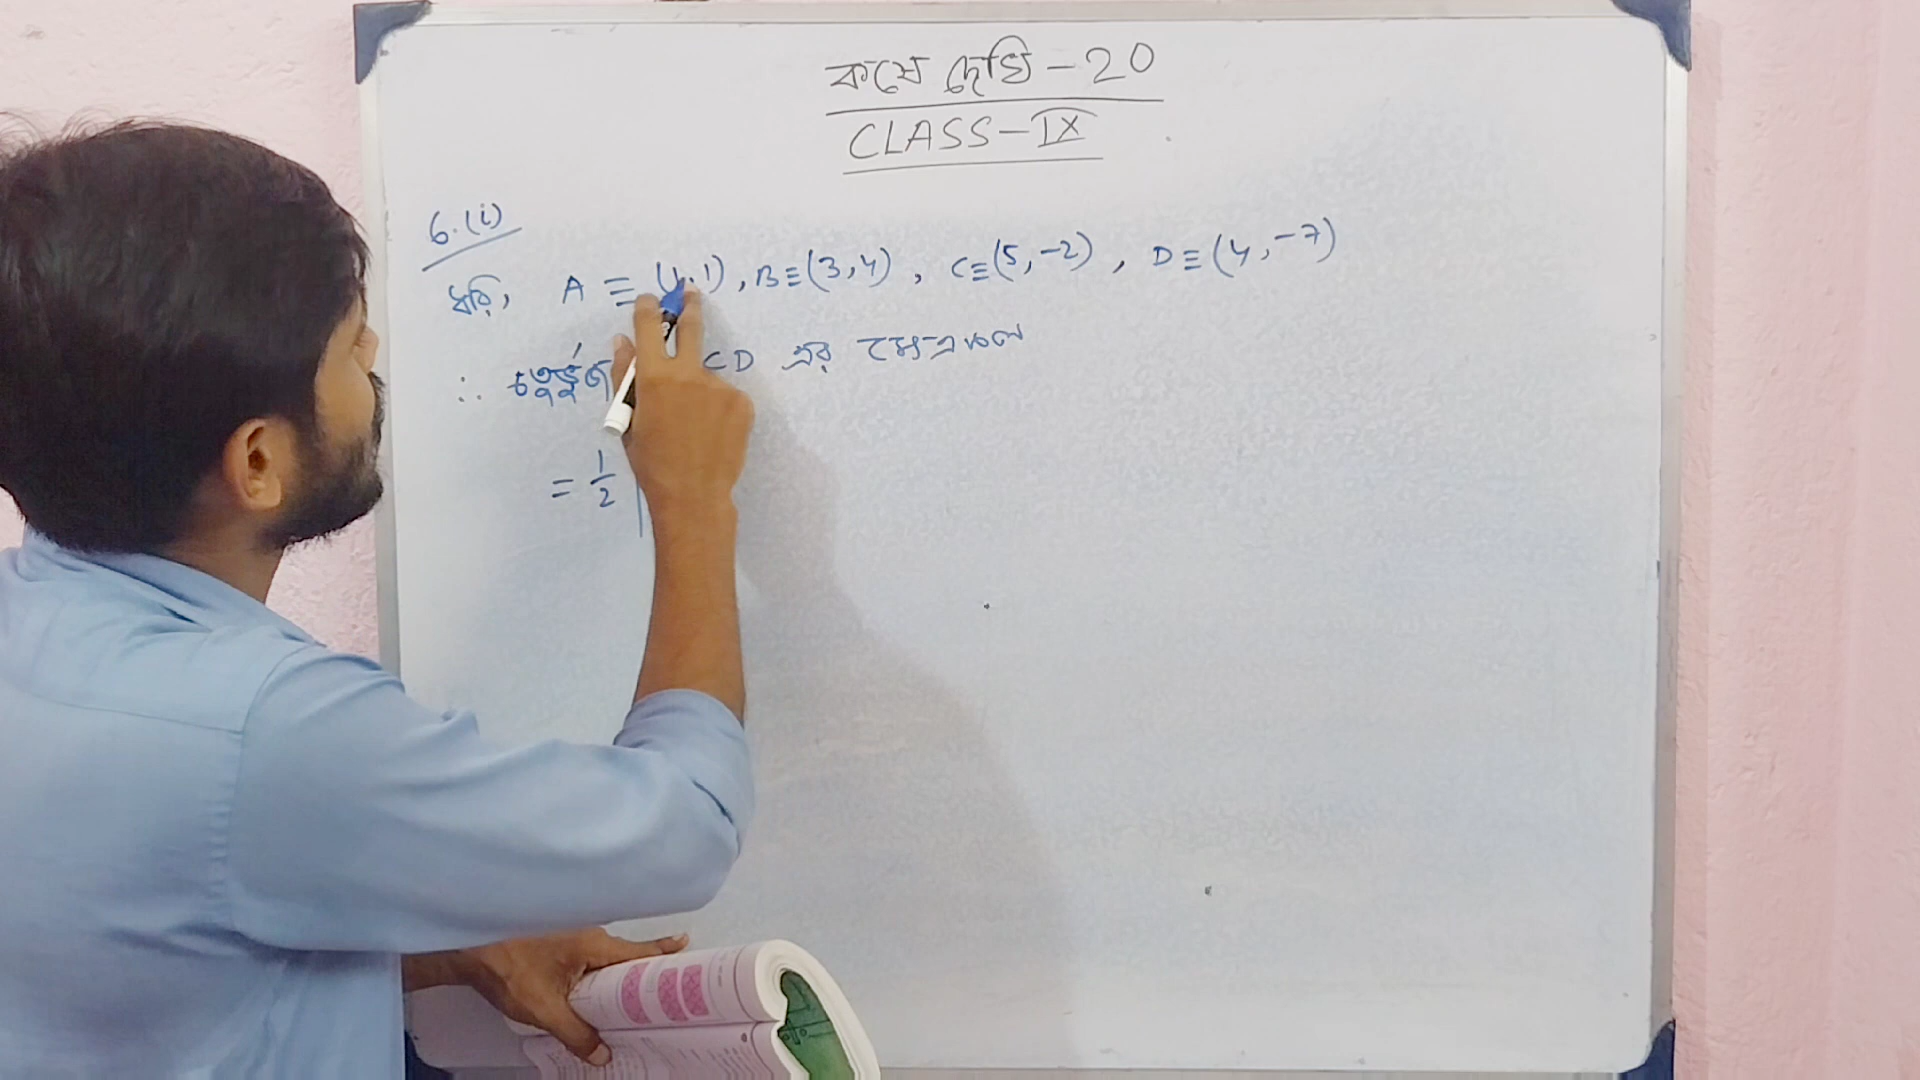 কষে দেখি - 20
CLASS - IX
6.(i)
ধরি, A ≡ (1,1), B ≡ (3,4), C ≡ (5,-2), D ≡ (4,-7)
∴ চতুর্ভুজ CD এর ক্ষেত্রফল
= 1/2 |